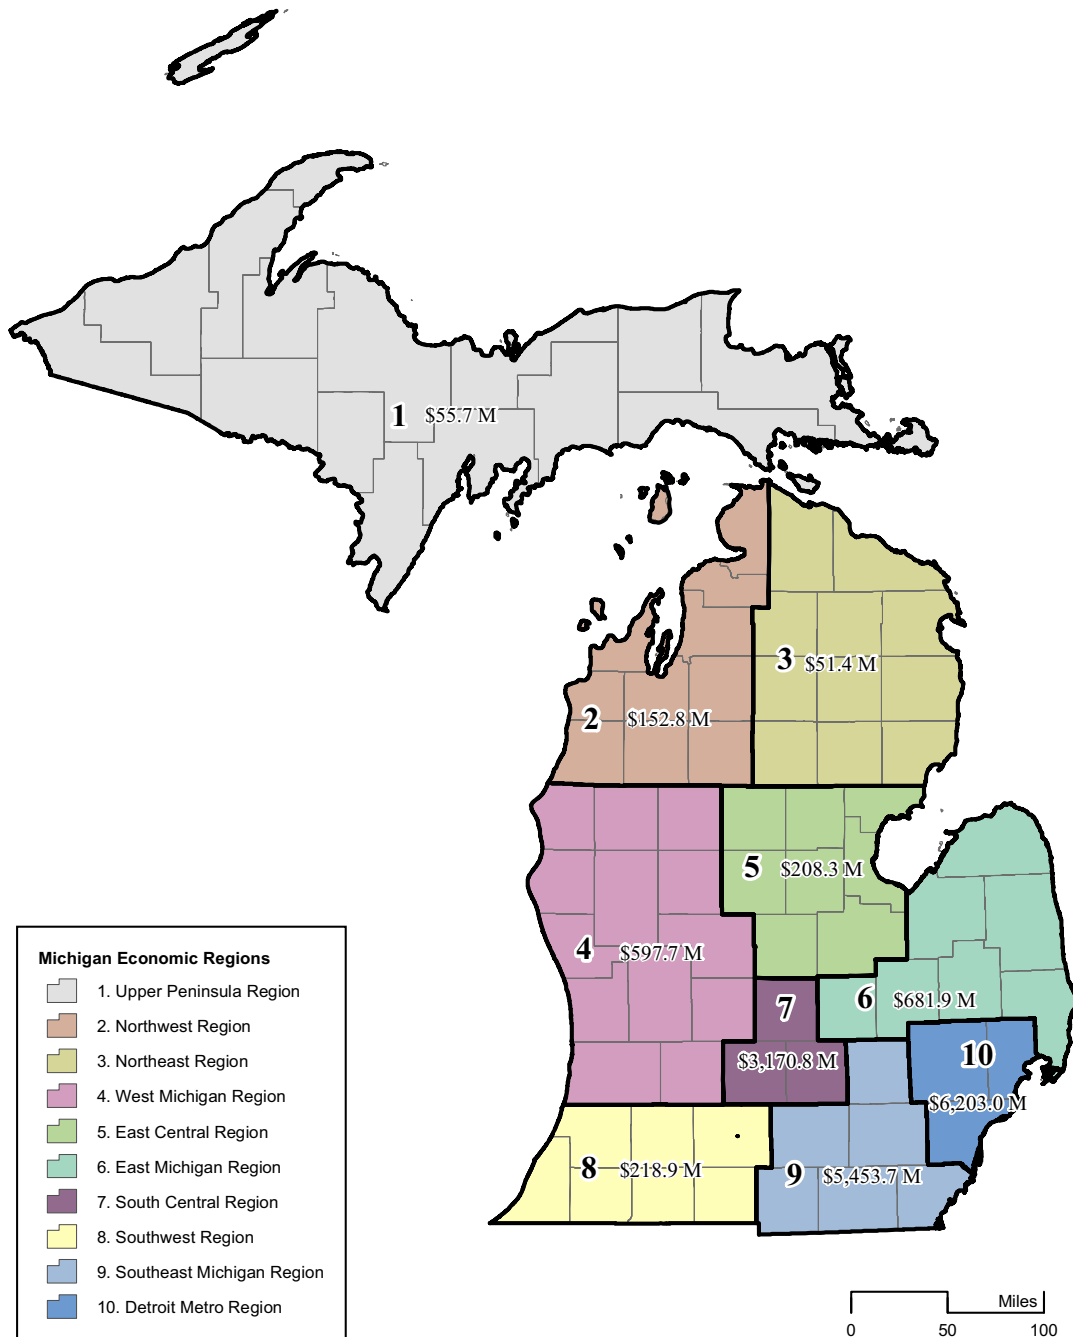 1 $55.7 M
3 $51.4 M
2 $152.8 M
5 $208.3 M
4 $597.7 M
6 $681.9 M
7
$3,170.8 M
10
$6,203.0 M
8 $218.9 M
9 $5,453.7 M
Michigan Economic Regions
1. Upper Peninsula Region
2. Northwest Region
3. Northeast Region
4. West Michigan Region
5. East Central Region
6. East Michigan Region
7. South Central Region
8. Southwest Region
9. Southeast Michigan Region
10. Detroit Metro Region
Miles
0 50 100